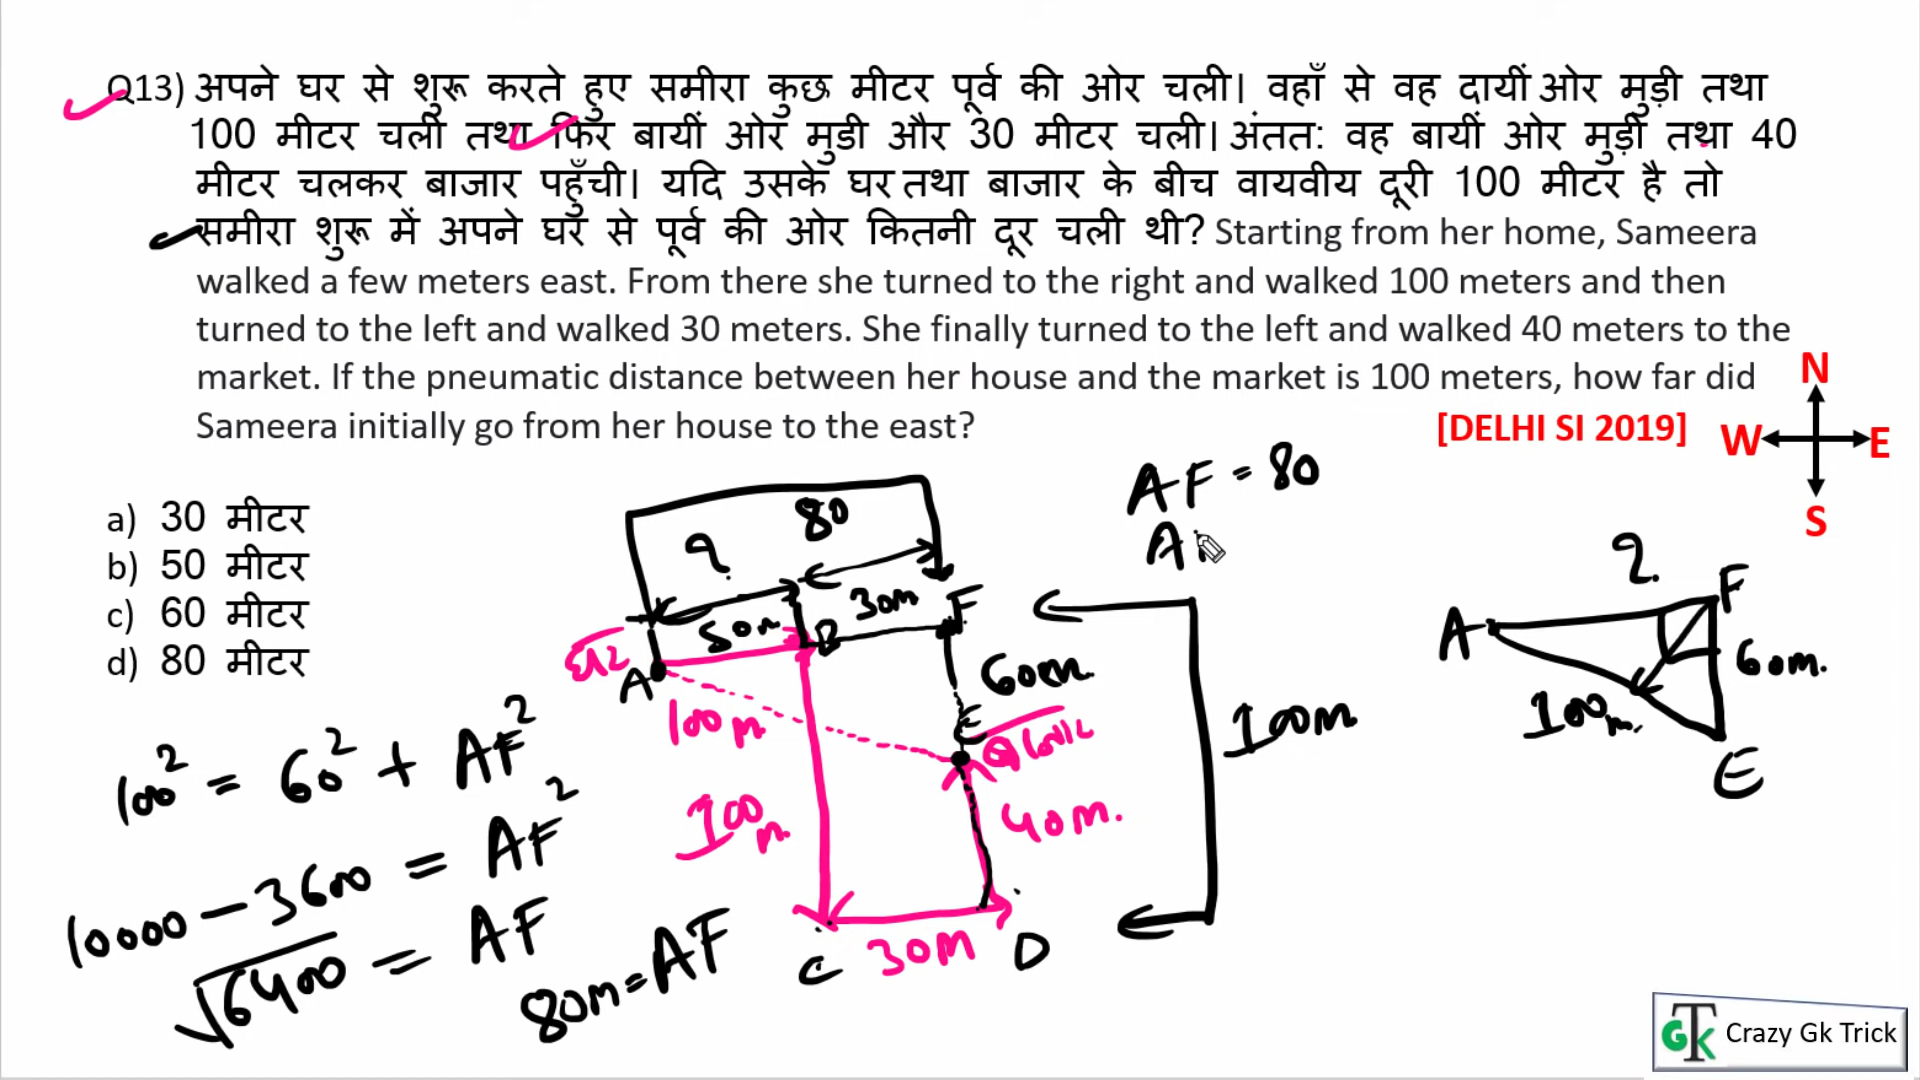 Q13) अपने घर से शुरू करते हुए समीरा कुछ मीटर पूर्व की ओर चली। वहाँ से वह दायीं ओर मुड़ी तथा
100 मीटर चली तथा फिर बायीं ओर मुडी और 30 मीटर चली। अंतत: वह बायीं ओर मुड़ी तथा 40
मीटर चलकर बाजार पहुँची। यदि उसके घर तथा बाजार के बीच वायवीय दूरी 100 मीटर है तो
समीरा शुरू में अपने घर से पूर्व की ओर कितनी दूर चली थी? Starting from her home, Sameera
walked a few meters east. From there she turned to the right and walked 100 meters and then
turned to the left and walked 30 meters. She finally turned to the left and walked 40 meters to the
market. If the pneumatic distance between her house and the market is 100 meters, how far did
Sameera initially go from her house to the east?
[DELHI SI 2019]
N
W E
S
a) 30 मीटर
b) 50 मीटर
c) 60 मीटर
d) 80 मीटर
AF = 80
A
80
?
30m
F
50m
B
घर
A
100m
60m.
E
40m.
100m
100m.
C
30M
D
?
F
A
60m.
100m.
E
100² = 60² + AF²
10000 - 3600 = AF²
√6400 = AF
80m = AF
GTK Crazy Gk Trick